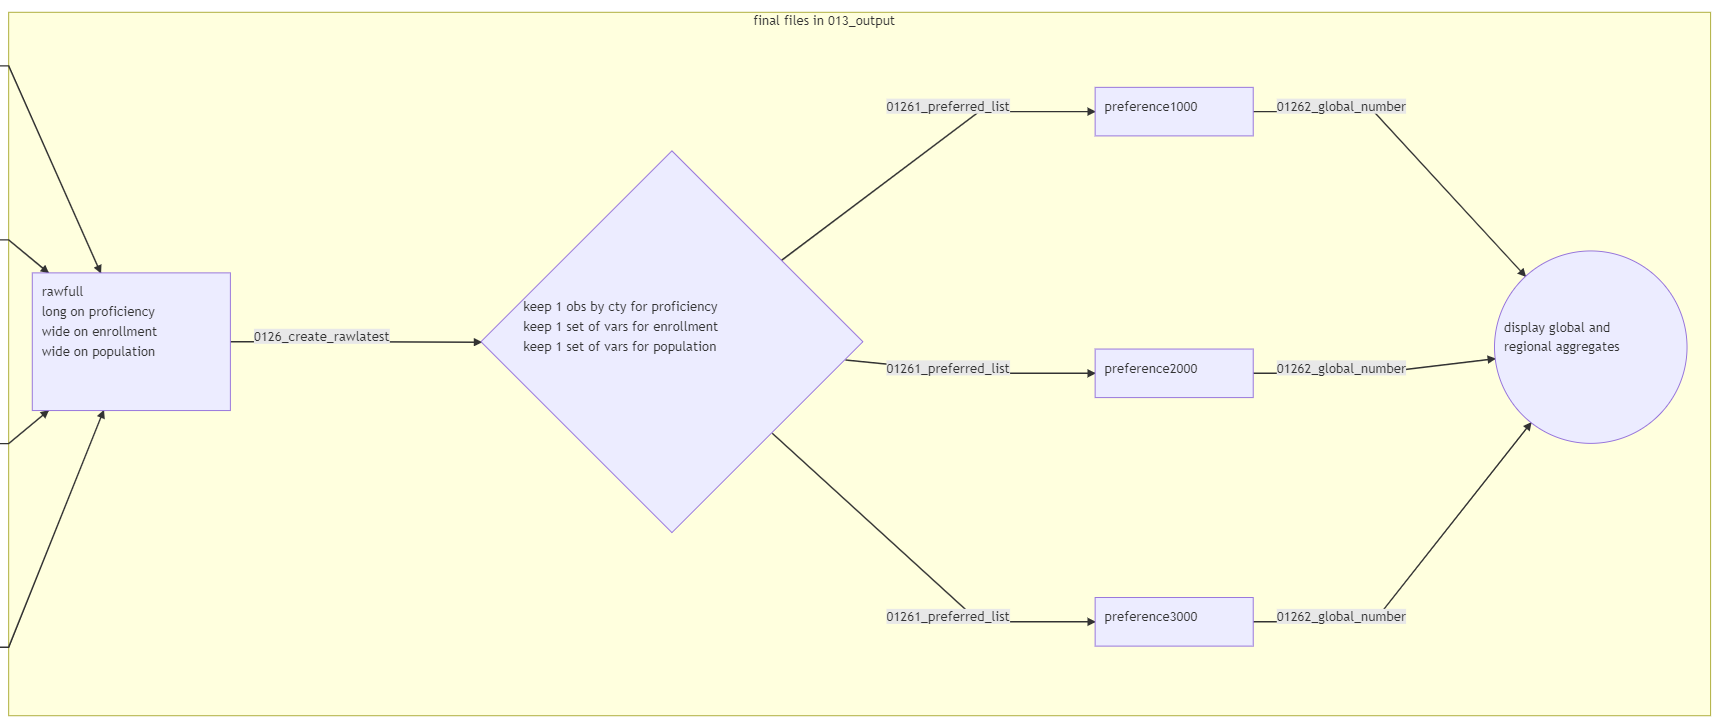 final files in 013_output
rawfull
long on proficiency
wide on enrollment
wide on population
0126_create_rawlatest
keep 1 obs by cty for proficiency
keep 1 set of vars for enrollment
keep 1 set of vars for population
01261_preferred_list
preference1000
01262_global_number
01261_preferred_list
preference2000
01262_global_number
01261_preferred_list
preference3000
01262_global_number
display global and
regional aggregates